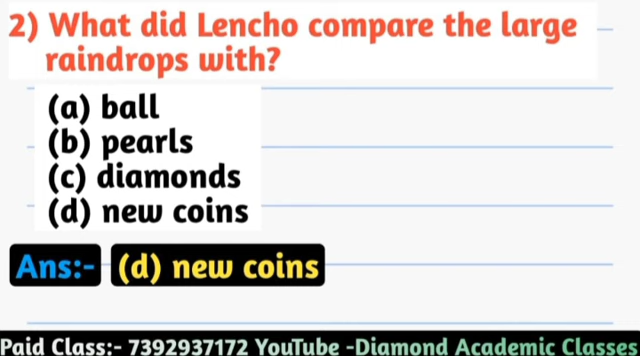 2) What did Lencho compare the large
raindrops with?
(a) ball
(b) pearls
(c) diamonds
(d) new coins
Ans:- (d) new coins
Paid Class:- 7392937172 YouTube -Diamond Academic Classes